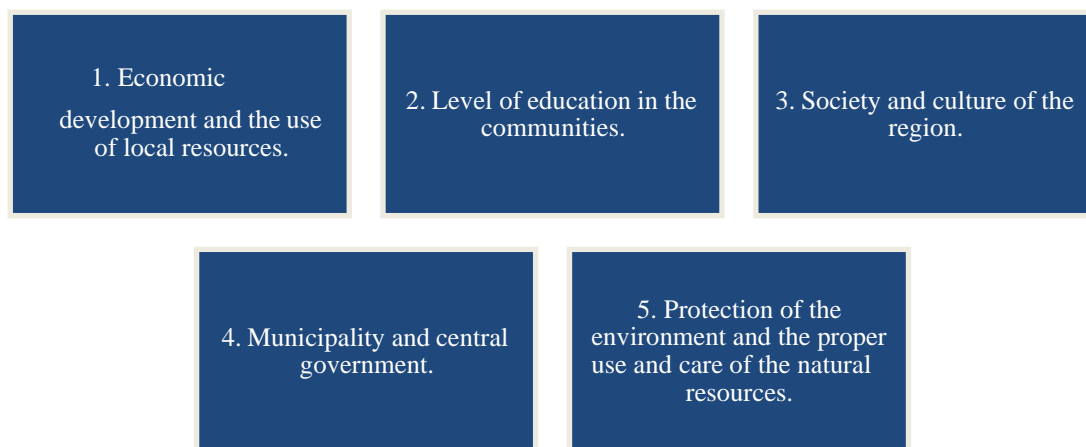 1. Economic
development and the use
of local resources.
2. Level of education in the
communities.
3. Society and culture of the
region.
4. Municipality and central
government.
5. Protection of the
environment and the proper
use and care of the natural
resources.